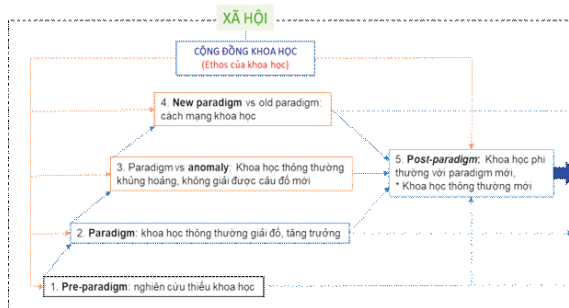 XÃ HỘI
CỘNG ĐỒNG KHOA HỌC
(Ethos của khoa học)
4. New paradigm vs old paradigm:
cách mạng khoa học
3. Paradigm vs anomaly: Khoa học thông thường
khủng hoảng, không giải được câu đố mới
5. Post-paradigm: Khoa học phi
thường với paradigm mới,
* Khoa học thông thường mới
2. Paradigm: khoa học thông thường giải đố, tăng trưởng
1. Pre-paradigm: nghiên cứu thiếu khoa học